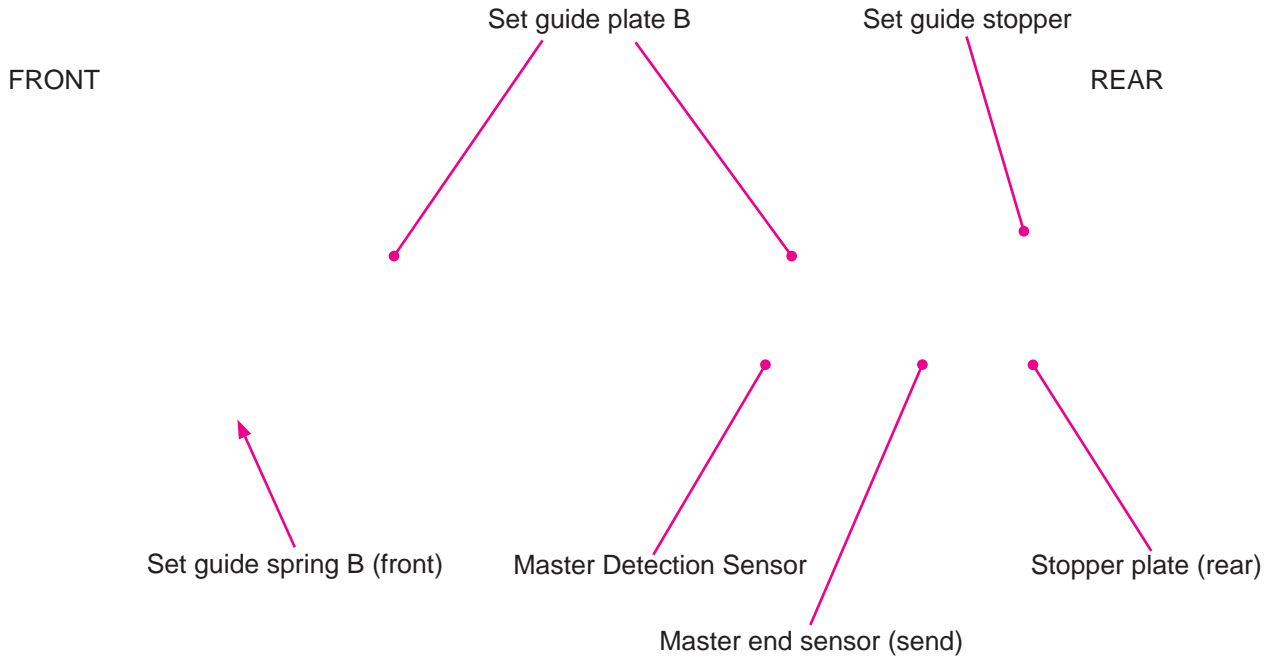 Set guide plate B
Set guide stopper
FRONT
REAR
Set guide spring B (front)
Master Detection Sensor
Stopper plate (rear)
Master end sensor (send)